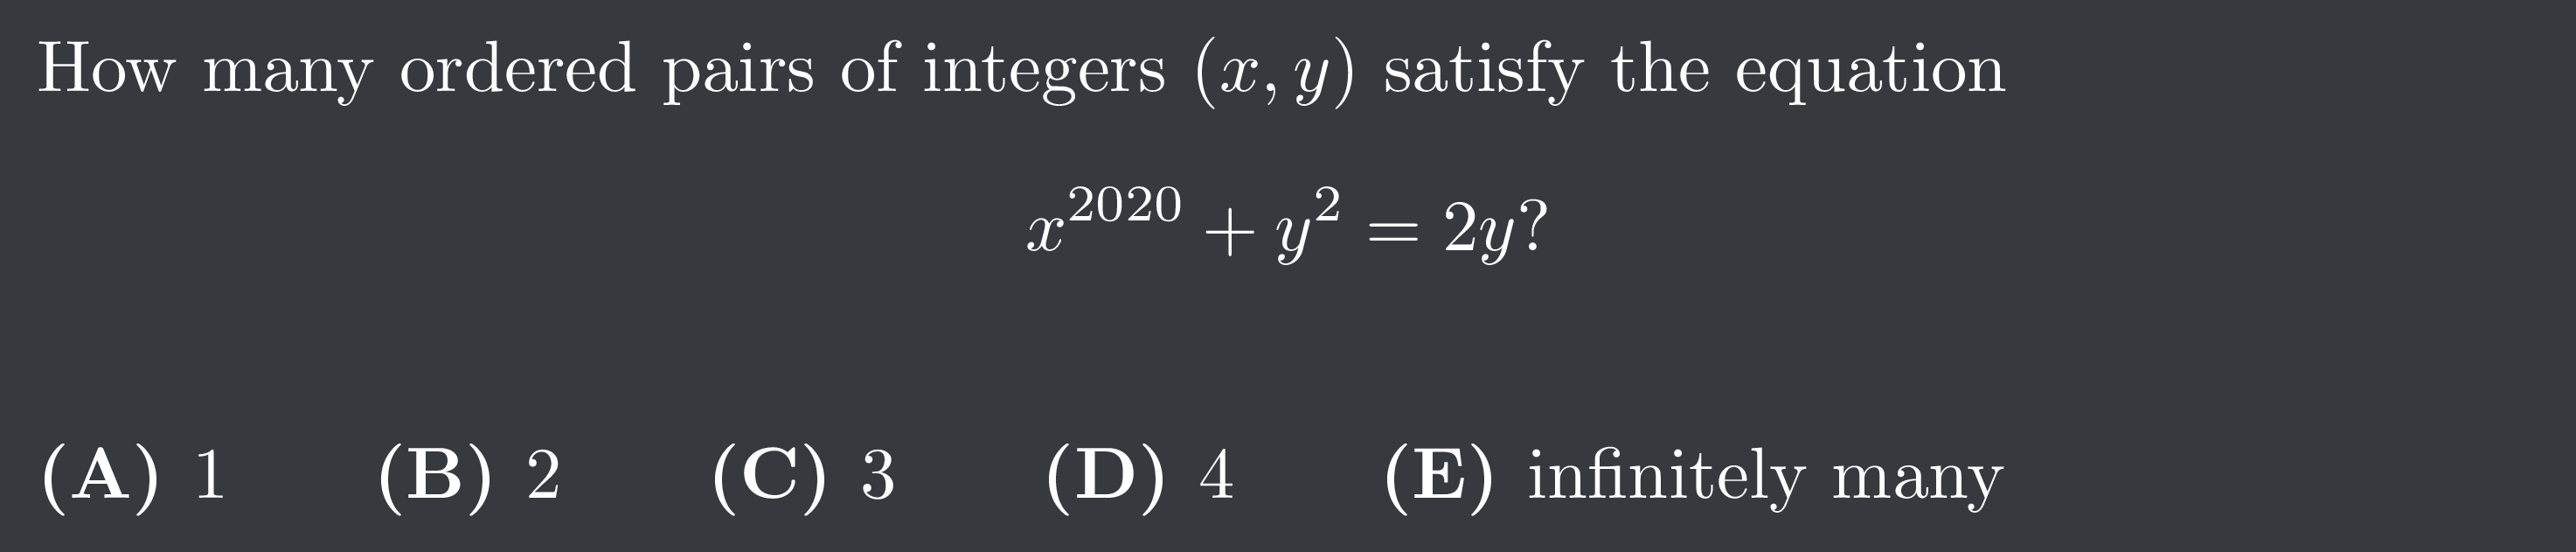 How many ordered pairs of integers (x, y) satisfy the equation
x^{2020} + y^2 = 2y?
(A) 1 (B) 2 (C) 3 (D) 4 (E) infinitely many